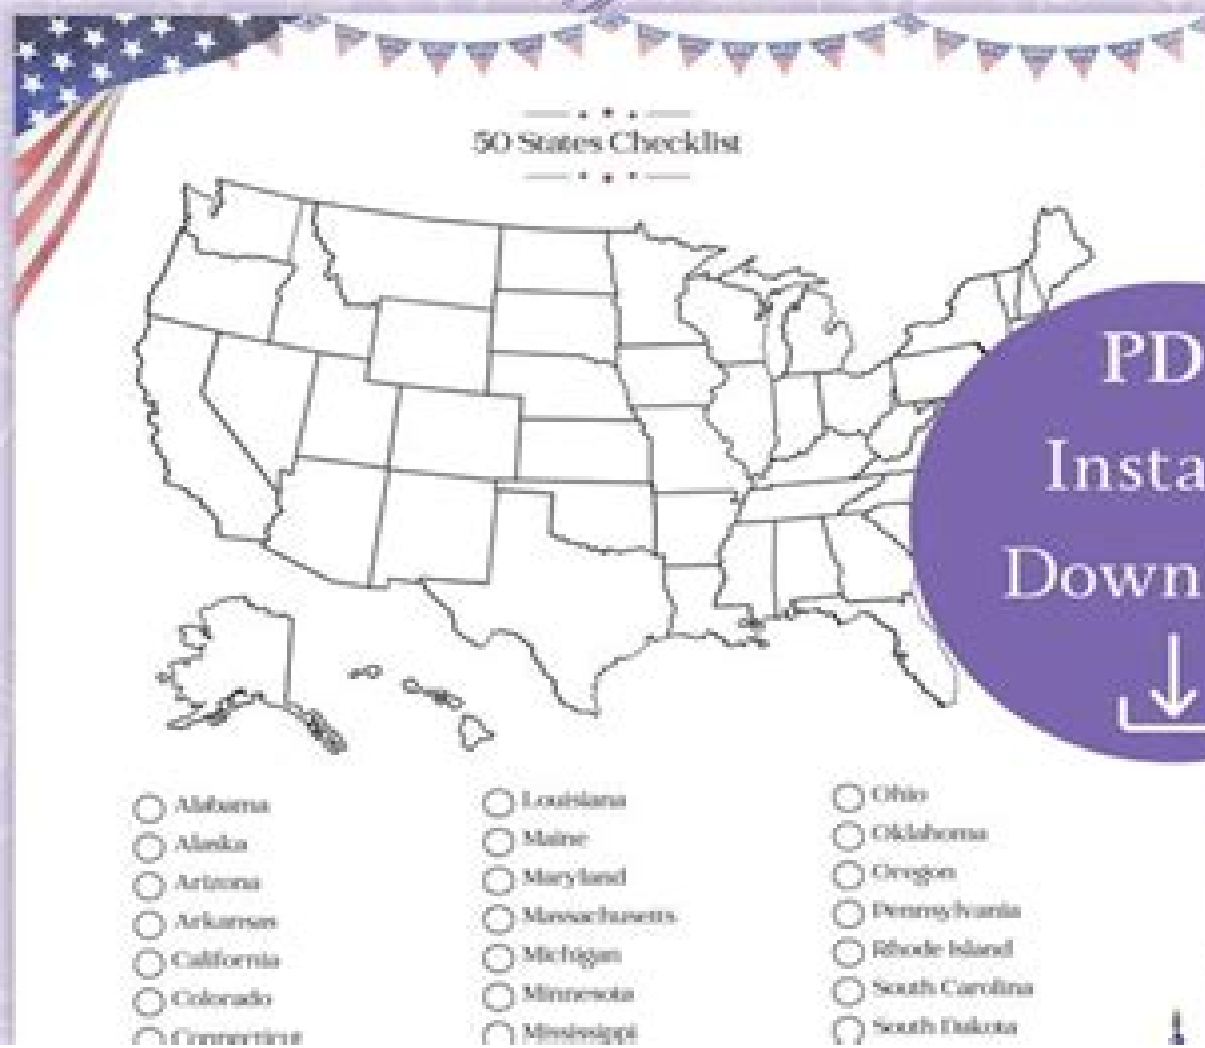 50 States Checklist
PD
Insta
Down
Alabama
Alaska
Arizona
Arkansas
California
Colorado
Connecticut
Louisiana
Maine
Maryland
Massachusetts
Michigan
Minnesota
Mississippi
Ohio
Oklahoma
Oregon
Pennsylvania
Rhode Island
South Carolina
South Dakota